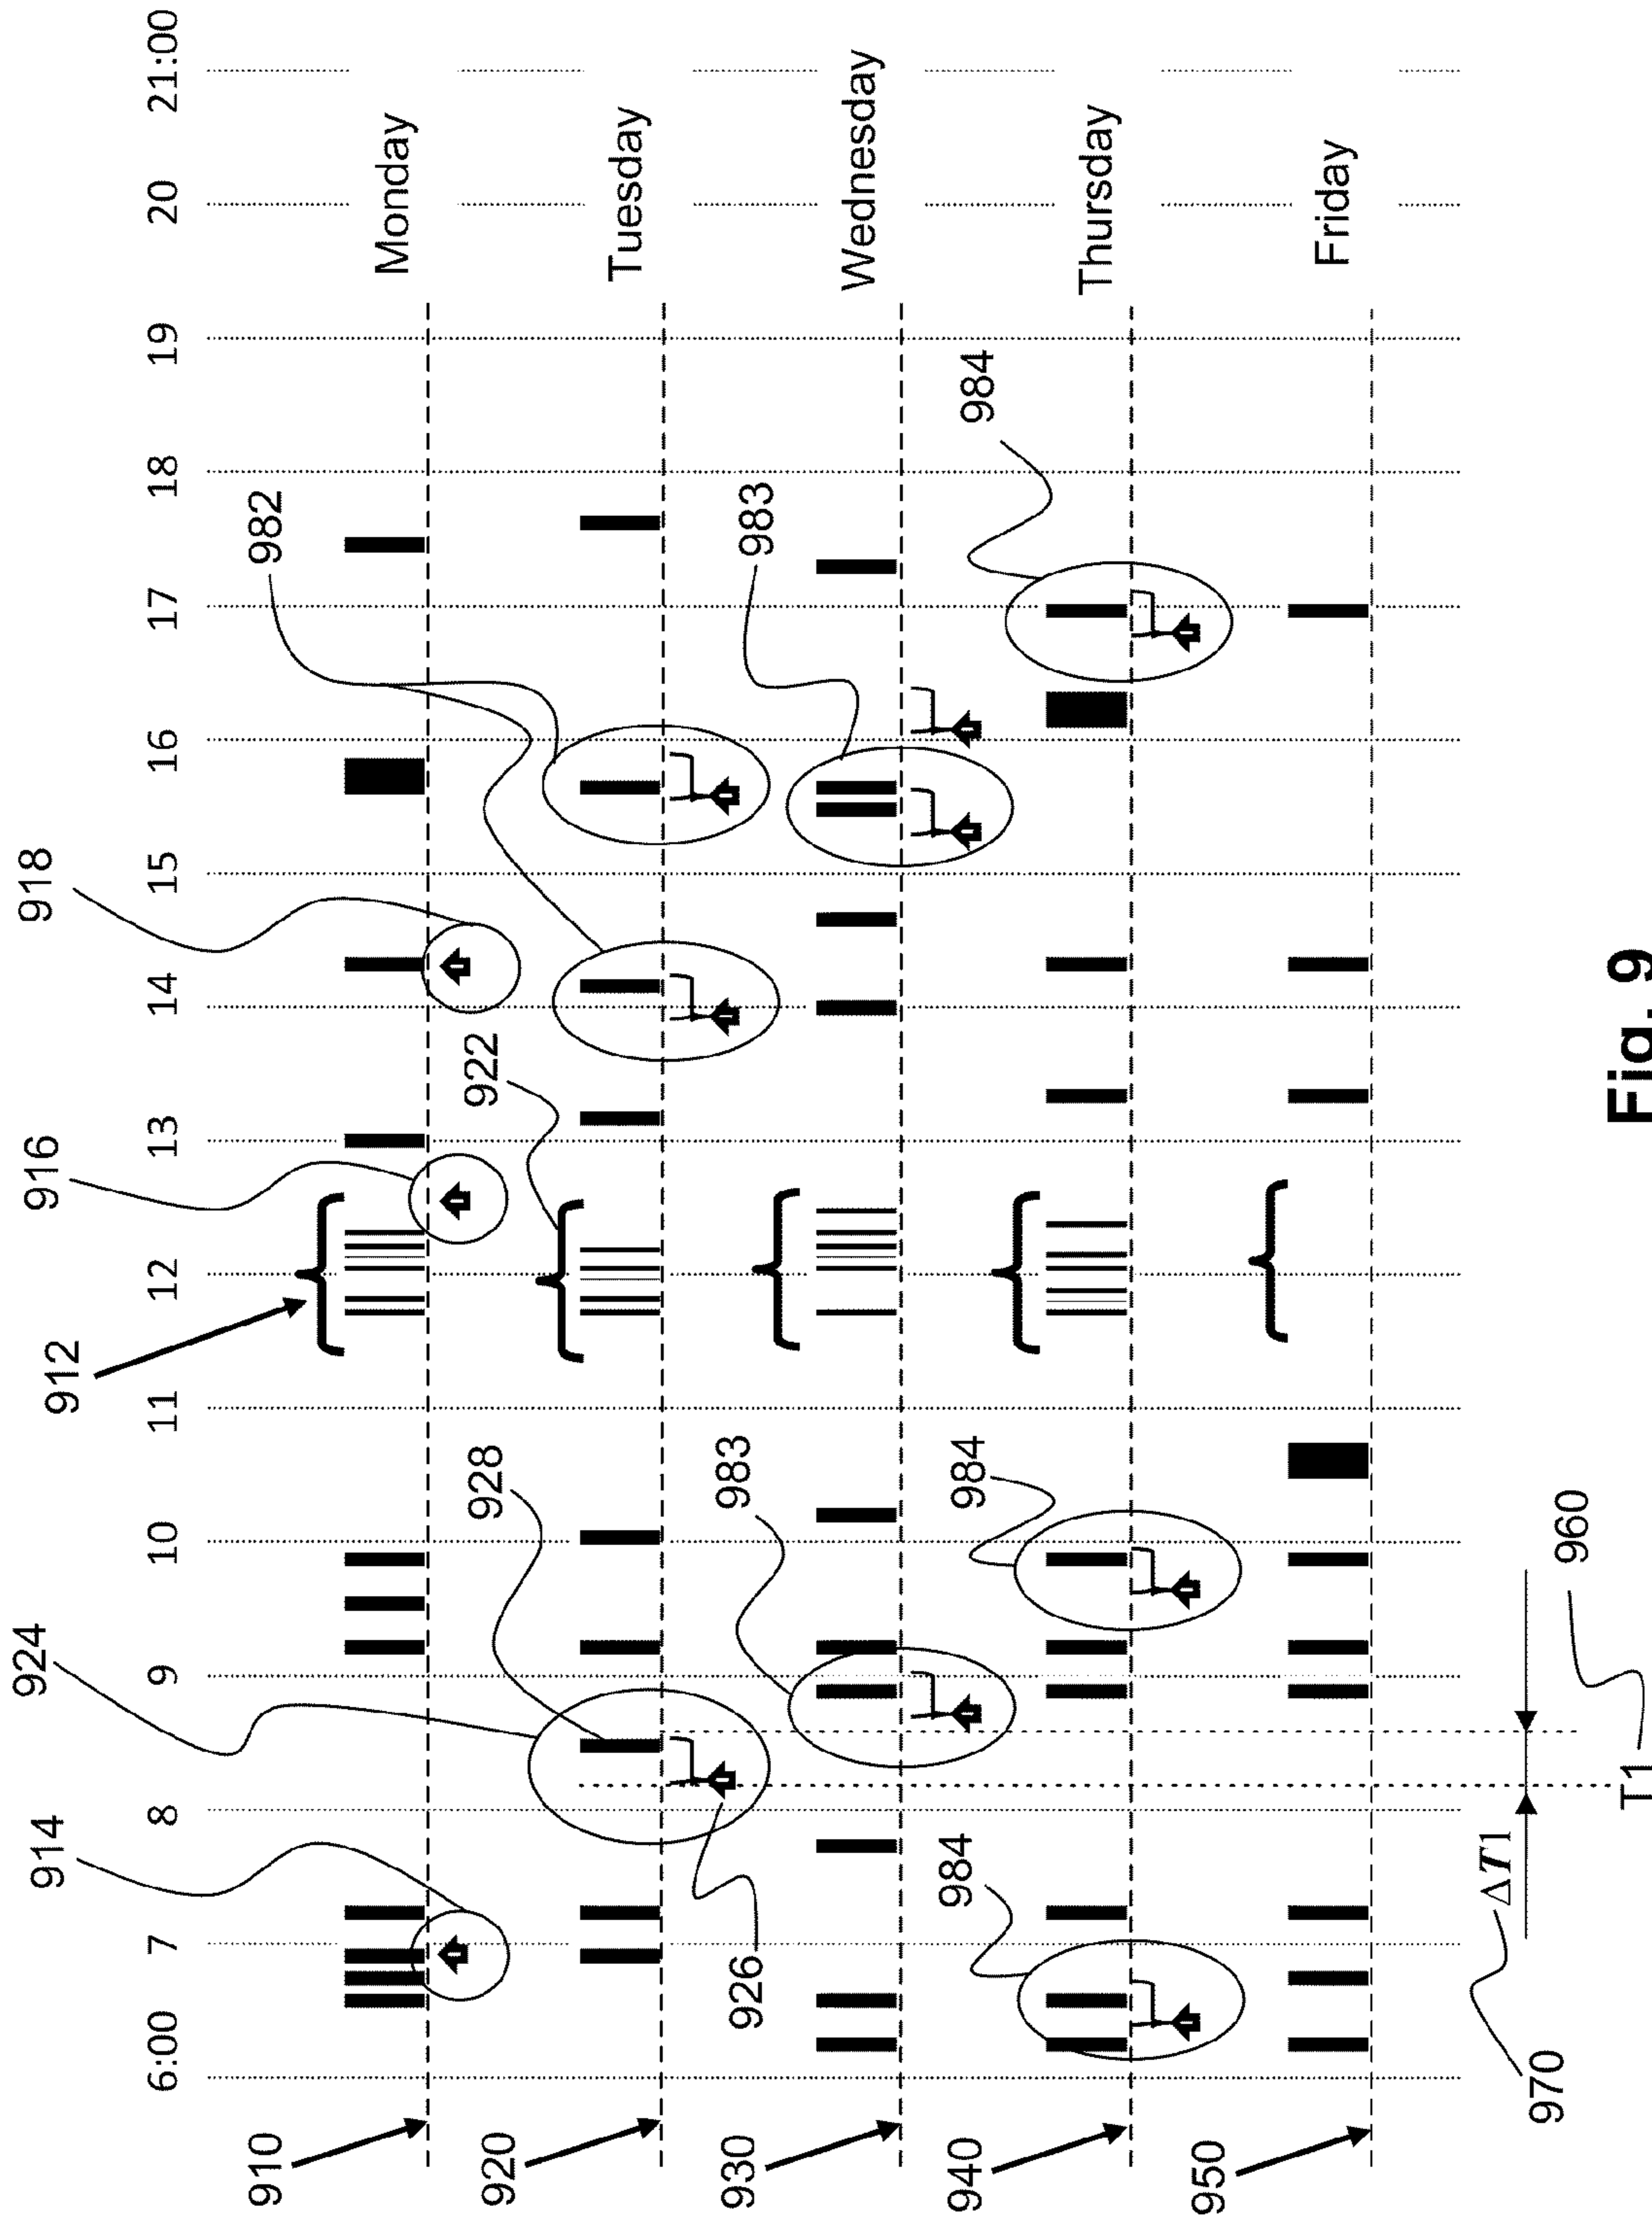 6:00 7 8 9 10 11 12 13 14 15 16 17 18 19 20 21:00
914 924 912 916 918
910
928 922 982
Monday
920
926 983 983
Tuesday
930
984 984 984
Wednesday
940
Thursday
950
Friday
970 ΔT1 960
T1
Fig. 9